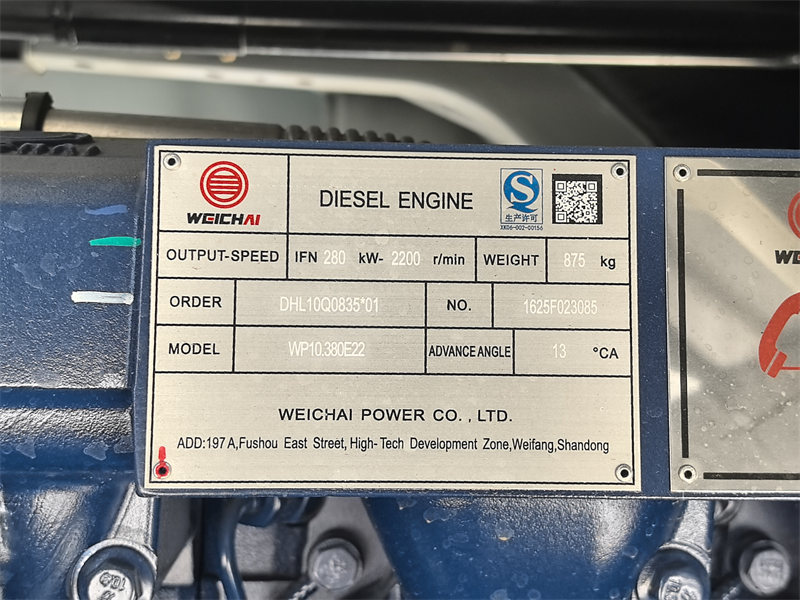 WEICHAI
DIESEL ENGINE
生产许可
XK06-002-00156
OUTPUT-SPEED IFN 280 kW- 2200 r/min WEIGHT 875 kg
ORDER DHL10Q0835*01 NO. 1625F023085
MODEL WP10.380E22 ADVANCE ANGLE 13 °CA
WEICHAI POWER CO., LTD.
ADD:197 A,Fushou East Street, High-Tech Development Zone,Weifang,Shandong